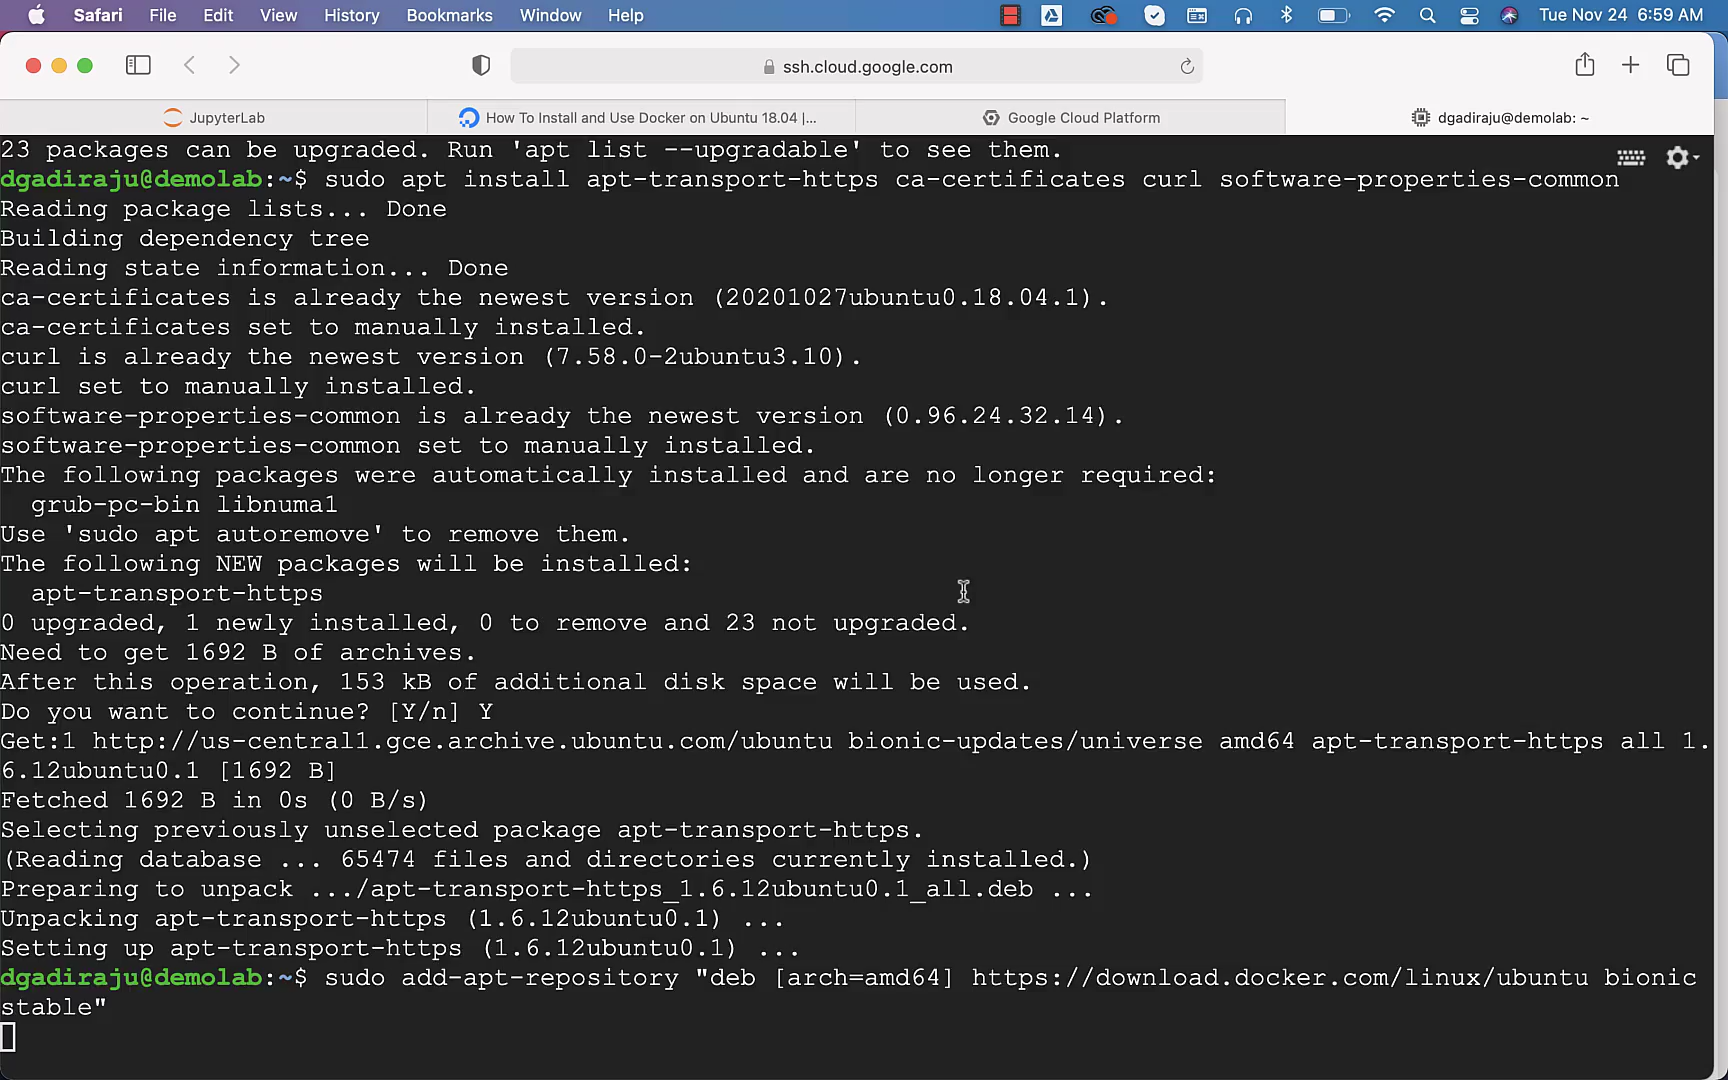 Safari File Edit View History Bookmarks Window Help Tue Nov 24 6:59 AM
ssh.cloud.google.com
JupyterLab How To Install and Use Docker on Ubuntu 18.04 |... Google Cloud Platform dgadiraju@demolab: ~
23 packages can be upgraded. Run 'apt list --upgradable' to see them.
dgadiraju@demolab:~$ sudo apt install apt-transport-https ca-certificates curl software-properties-common
Reading package lists... Done
Building dependency tree
Reading state information... Done
ca-certificates is already the newest version (20201027ubuntu0.18.04.1).
ca-certificates set to manually installed.
curl is already the newest version (7.58.0-2ubuntu3.10).
curl set to manually installed.
software-properties-common is already the newest version (0.96.24.32.14).
software-properties-common set to manually installed.
The following packages were automatically installed and are no longer required:
  grub-pc-bin libnuma1
Use 'sudo apt autoremove' to remove them.
The following NEW packages will be installed:
  apt-transport-https
0 upgraded, 1 newly installed, 0 to remove and 23 not upgraded.
Need to get 1692 B of archives.
After this operation, 153 kB of additional disk space will be used.
Do you want to continue? [Y/n] Y
Get:1 http://us-central1.gce.archive.ubuntu.com/ubuntu bionic-updates/universe amd64 apt-transport-https all 1.
6.12ubuntu0.1 [1692 B]
Fetched 1692 B in 0s (0 B/s)
Selecting previously unselected package apt-transport-https.
(Reading database ... 65474 files and directories currently installed.)
Preparing to unpack .../apt-transport-https_1.6.12ubuntu0.1_all.deb ...
Unpacking apt-transport-https (1.6.12ubuntu0.1) ...
Setting up apt-transport-https (1.6.12ubuntu0.1) ...
dgadiraju@demolab:~$ sudo add-apt-repository "deb [arch=amd64] https://download.docker.com/linux/ubuntu bionic
stable"